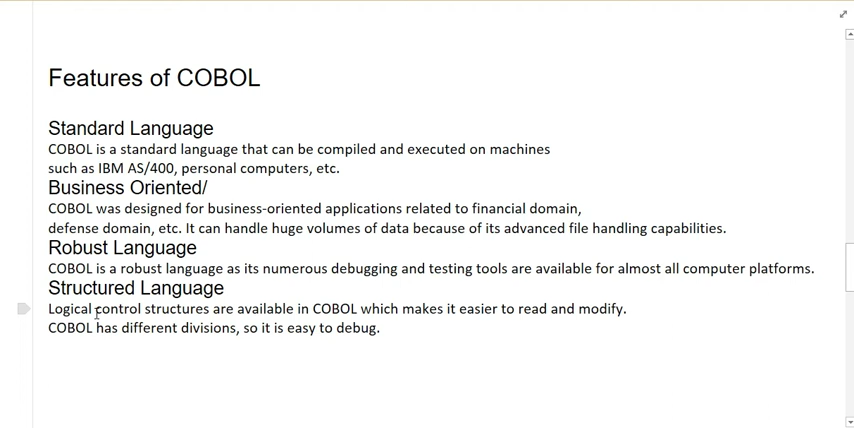 Features of COBOL
Standard Language
COBOL is a standard language that can be compiled and executed on machines
such as IBM AS/400, personal computers, etc.
Business Oriented/
COBOL was designed for business-oriented applications related to financial domain,
defense domain, etc. It can handle huge volumes of data because of its advanced file handling capabilities.
Robust Language
COBOL is a robust language as its numerous debugging and testing tools are available for almost all computer platforms.
Structured Language
Logical control structures are available in COBOL which makes it easier to read and modify.
COBOL has different divisions, so it is easy to debug.